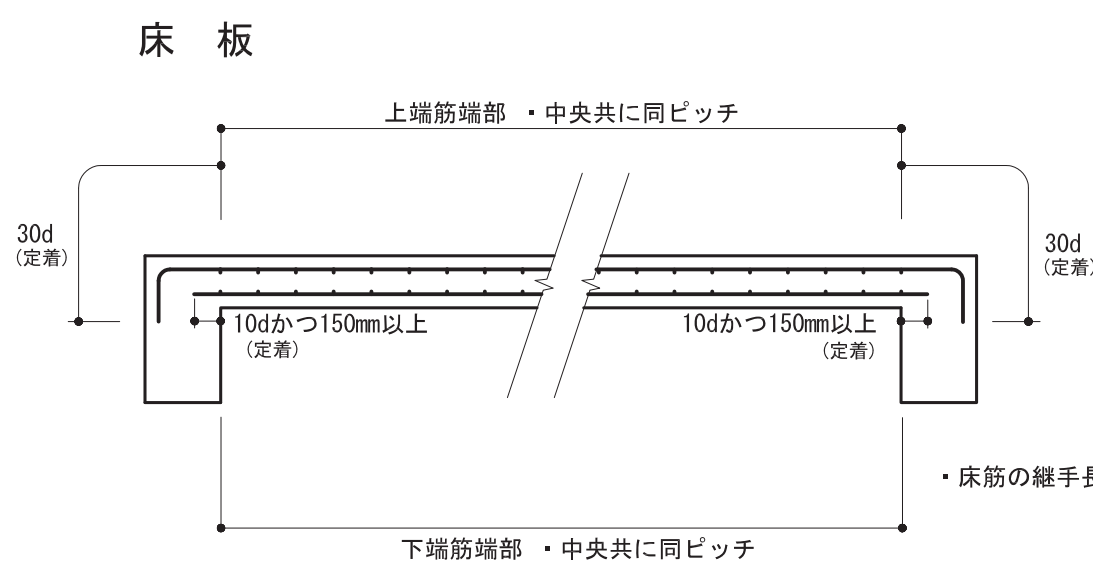 床　板
上端筋端部 ・中央共に同ピッチ
30d
(定着)
30d
(定着)
10dかつ150mm以上
(定着)
10dかつ150mm以上
(定着)
・床筋の継手長
下端筋端部 ・中央共に同ピッチ